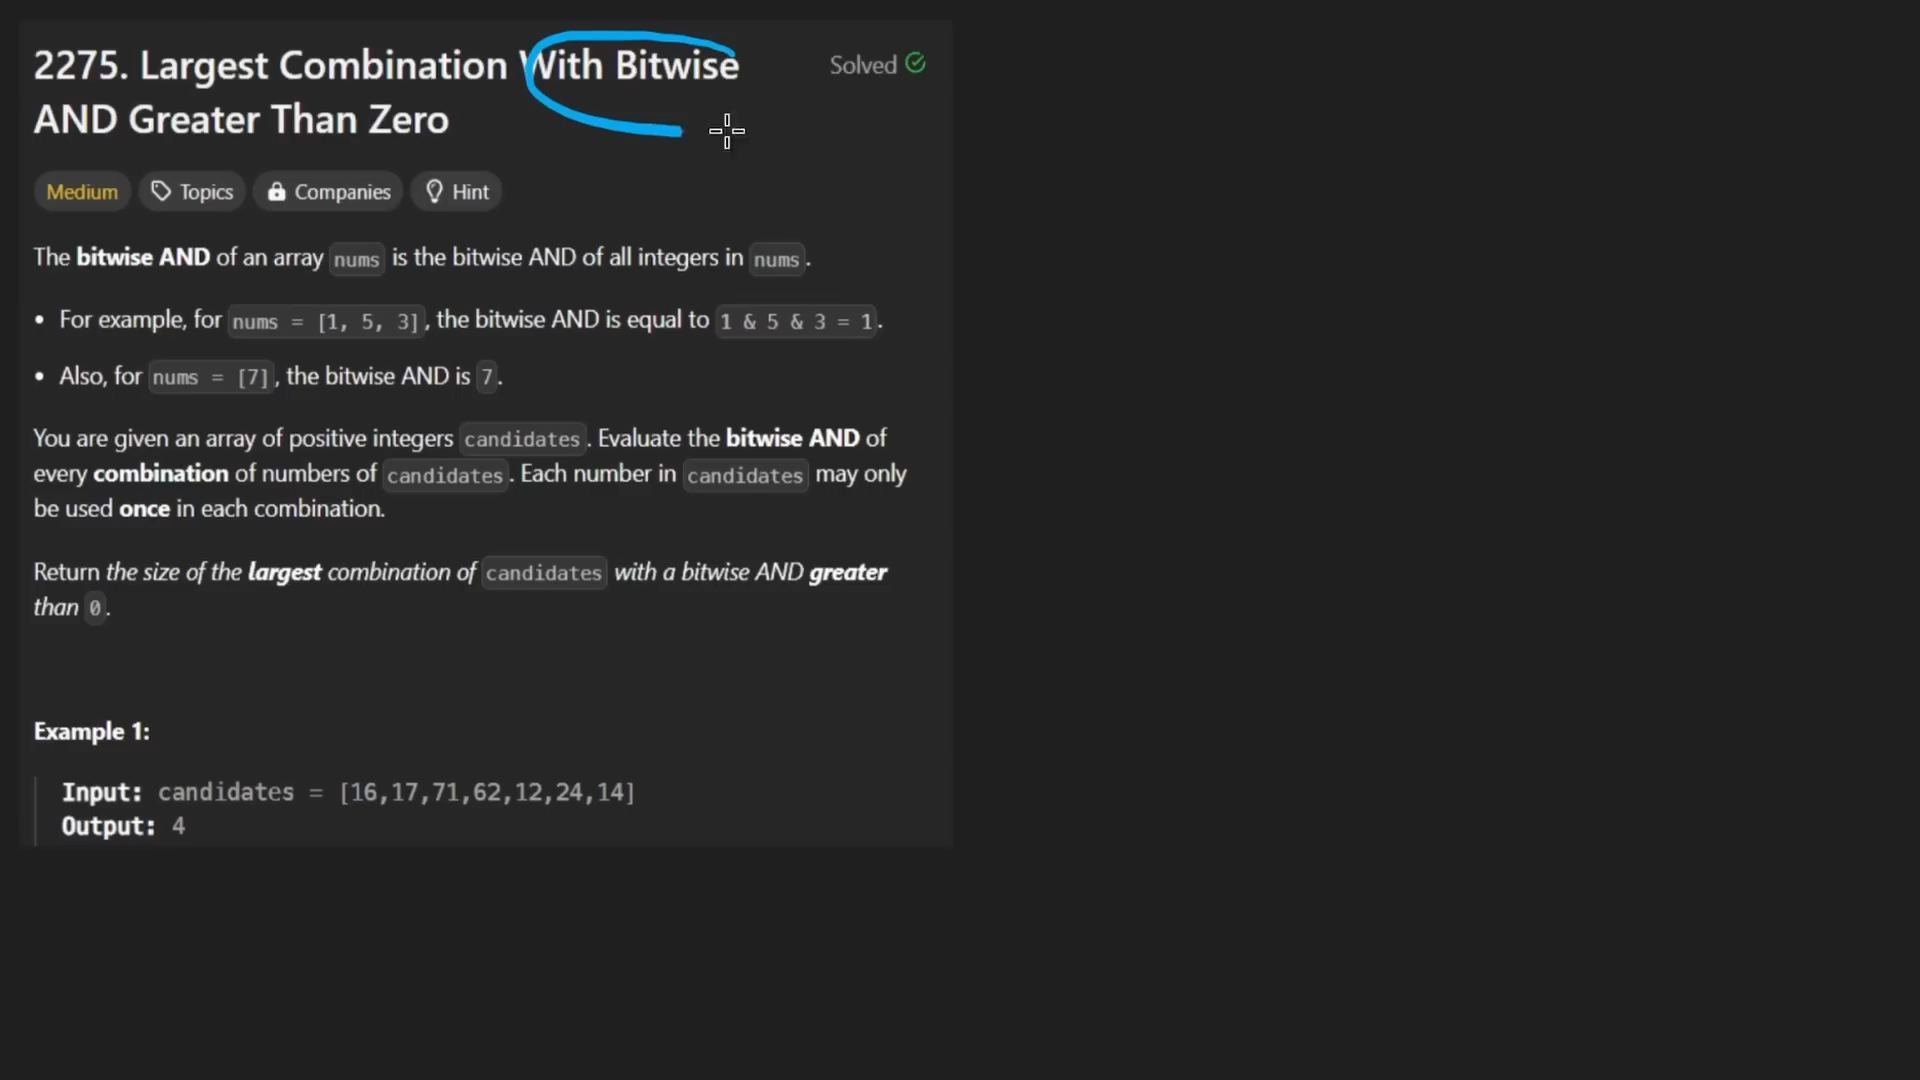 2275. Largest Combination With Bitwise
AND Greater Than Zero
Solved
Medium Topics Companies Hint
The bitwise AND of an array nums is the bitwise AND of all integers in nums.
• For example, for nums = [1, 5, 3], the bitwise AND is equal to 1 & 5 & 3 = 1.
• Also, for nums = [7], the bitwise AND is 7.
You are given an array of positive integers candidates. Evaluate the bitwise AND of
every combination of numbers of candidates. Each number in candidates may only
be used once in each combination.
Return the size of the largest combination of candidates with a bitwise AND greater
than 0.
Example 1:
Input: candidates = [16,17,71,62,12,24,14]
Output: 4